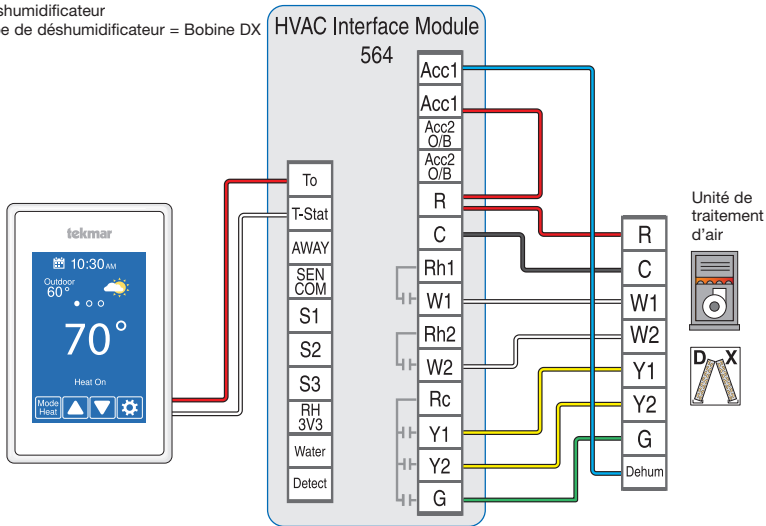 shumidificateur
e de déshumidificateur = Bobine DX
HVAC Interface Module
564
Acc1
Acc1
Acc2
O/B
Acc2
O/B
R
C
Rh1
W1
Rh2
W2
Rc
Y1
Y2
G
To
T-Stat
AWAY
SEN
COM
S1
S2
S3
RH
3V3
Water
Detect
tekmar
10:30 AM
Outdoor
60°
70°
Heat On
Mode
Heat
Unité de
traitement
d'air
R
C
W1
W2
Y1
Y2
G
Dehum
D X